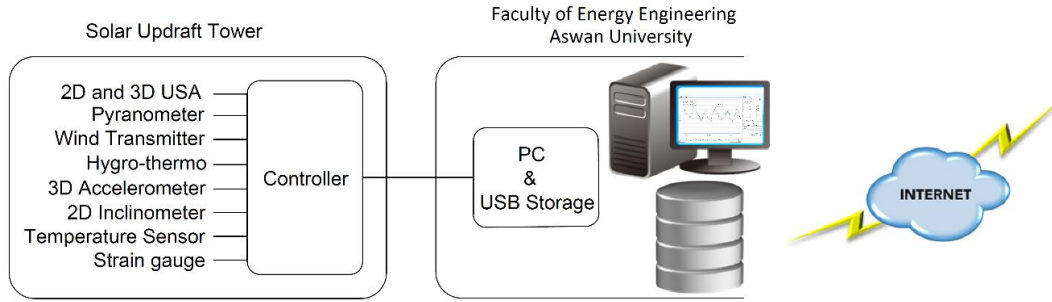 Solar Updraft Tower
Faculty of Energy Engineering
Aswan University
2D and 3D USA
Pyranometer
Wind Transmitter
Hygro-thermo
3D Accelerometer
2D Inclinometer
Temperature Sensor
Strain gauge
Controller
PC
&
USB Storage
INTERNET